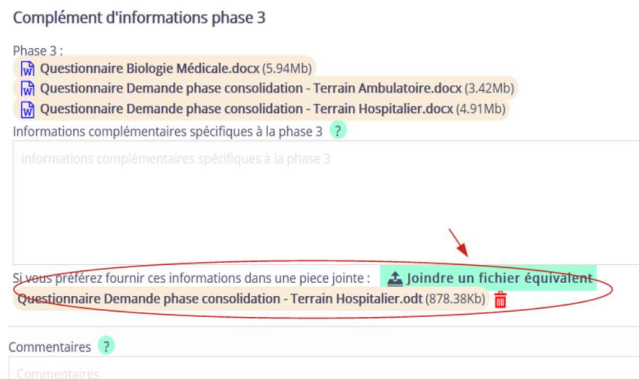 Complément d'informations phase 3
Phase 3 :
Questionnaire Biologie Médicale.docx (5.94Mb)
Questionnaire Demande phase consolidation - Terrain Ambulatoire.docx (3.42Mb)
Questionnaire Demande phase consolidation - Terrain Hospitalier.docx (4.91Mb)
Informations complémentaires spécifiques à la phase 3 ?
Informations complémentaires spécifiques à la phase 3
Si vous préférez fournir ces informations dans une piece jointe : Joindre un fichier équivalent
Questionnaire Demande phase consolidation - Terrain Hospitalier.odt (878.38Kb)
Commentaires ?
Commentaires